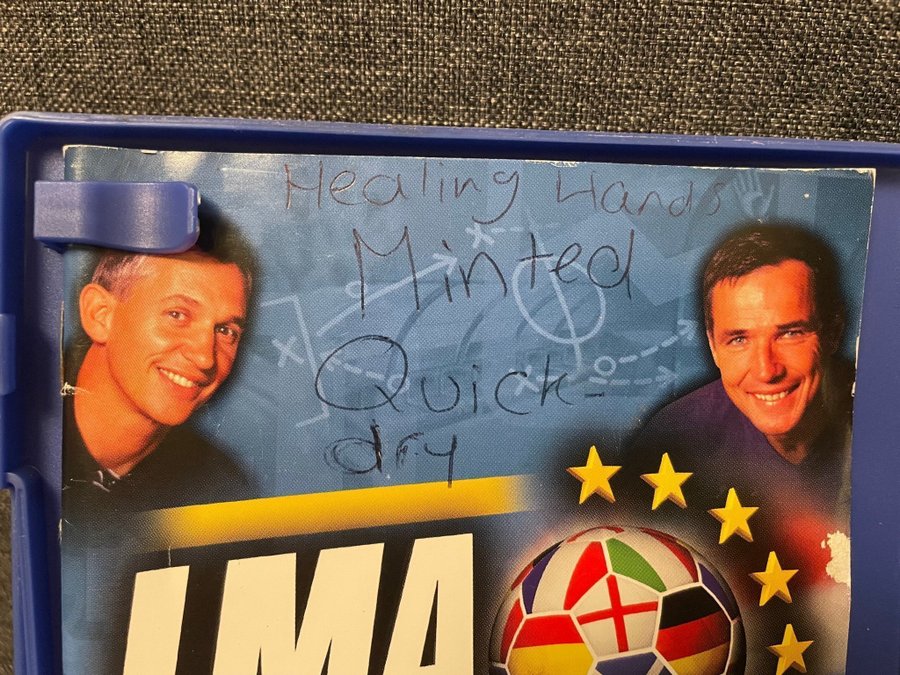 Healing Hands
Minted
Quick-
dry
LMA